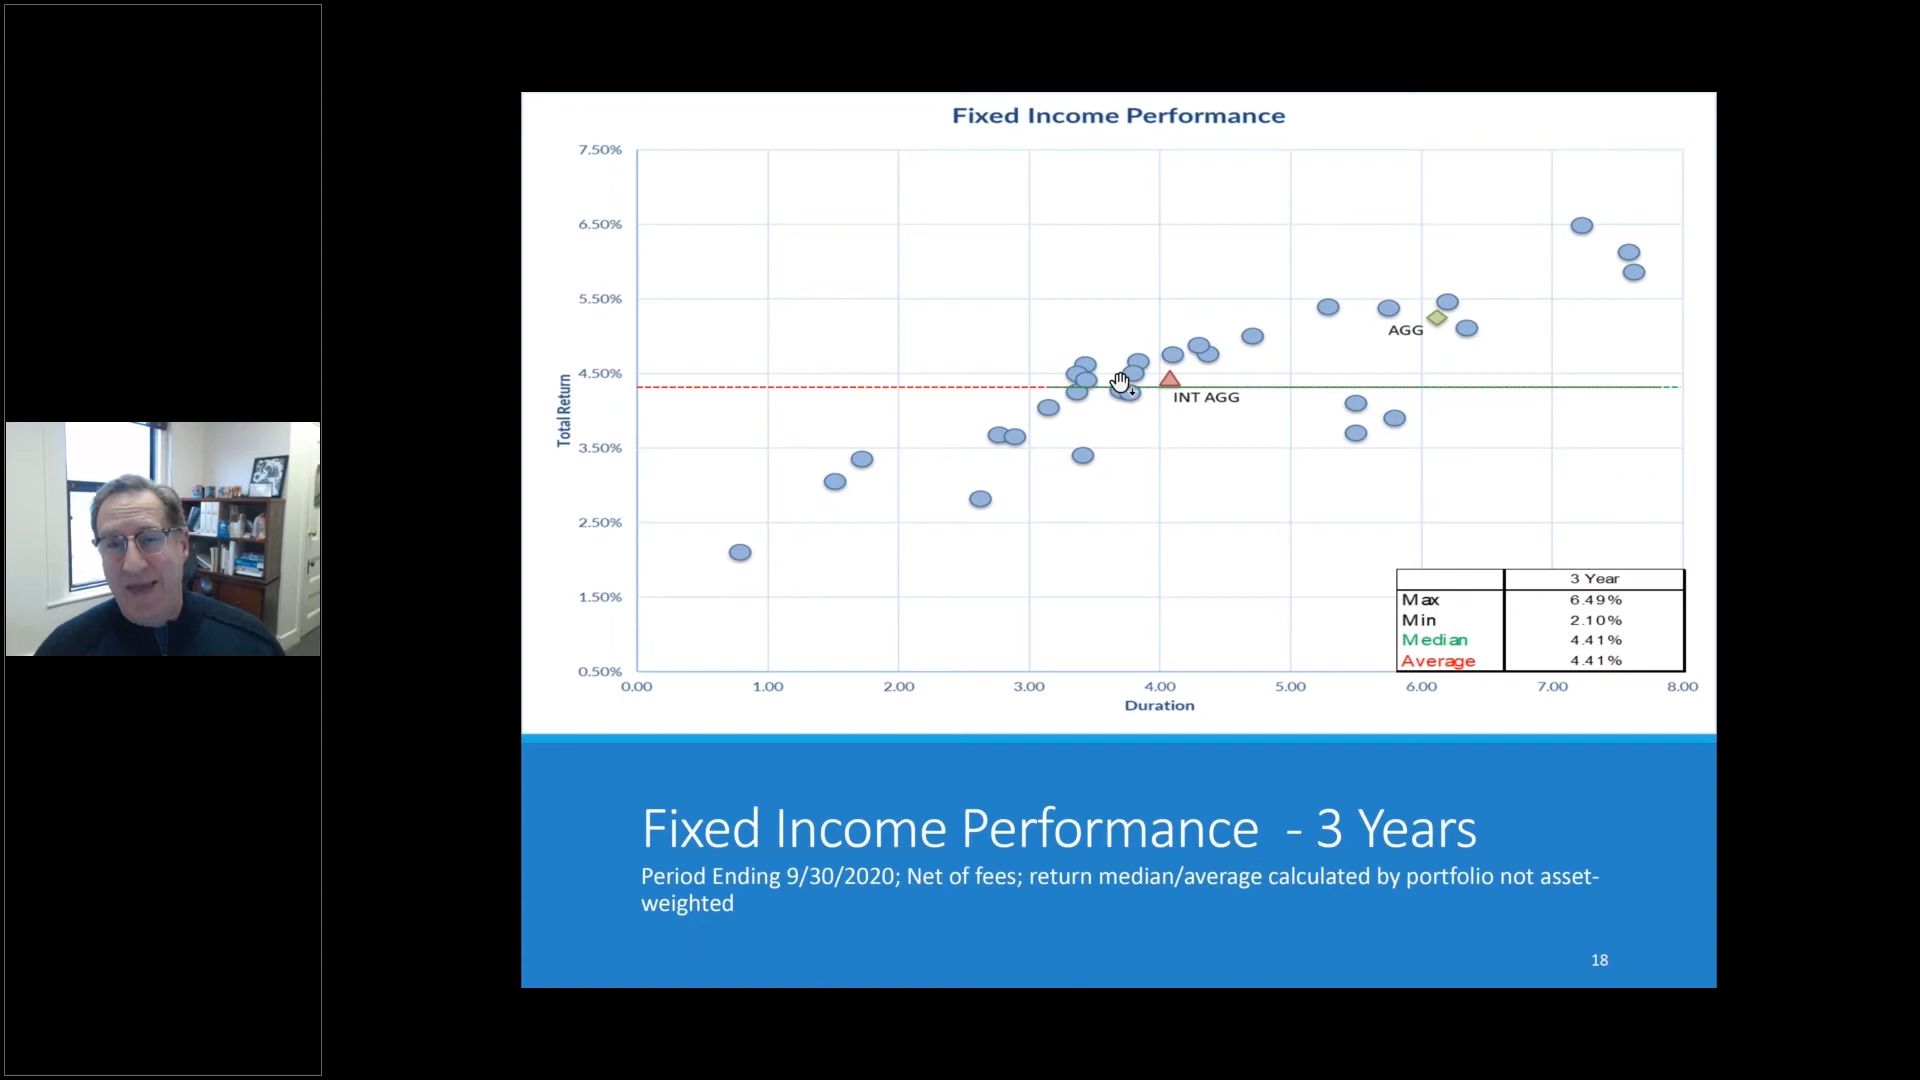 Fixed Income Performance
7.50%
6.50%
5.50%
4.50%
3.50%
2.50%
1.50%
0.50%
Total Return
AGG
INT AGG
3 Year
Max 6.49%
Min 2.10%
Median 4.41%
Average 4.41%
0.00 1.00 2.00 3.00 4.00 5.00 6.00 7.00 8.00
Duration
Fixed Income Performance - 3 Years
Period Ending 9/30/2020; Net of fees; return median/average calculated by portfolio not asset-
weighted
18